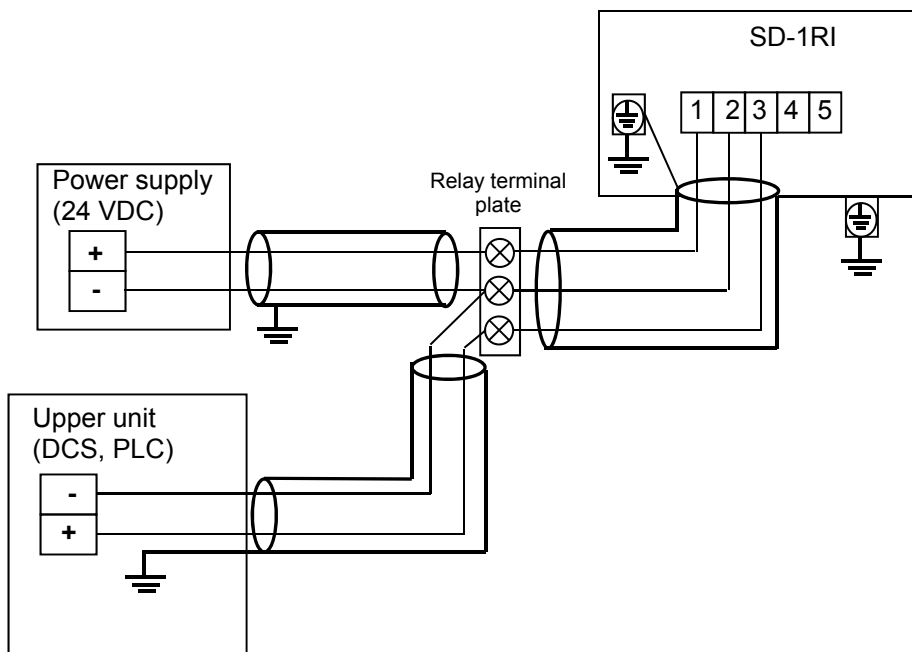 SD-1RI
1 2 3 4 5
Power supply
(24 VDC)
+
-
Relay terminal
plate
Upper unit
(DCS, PLC)
-
+